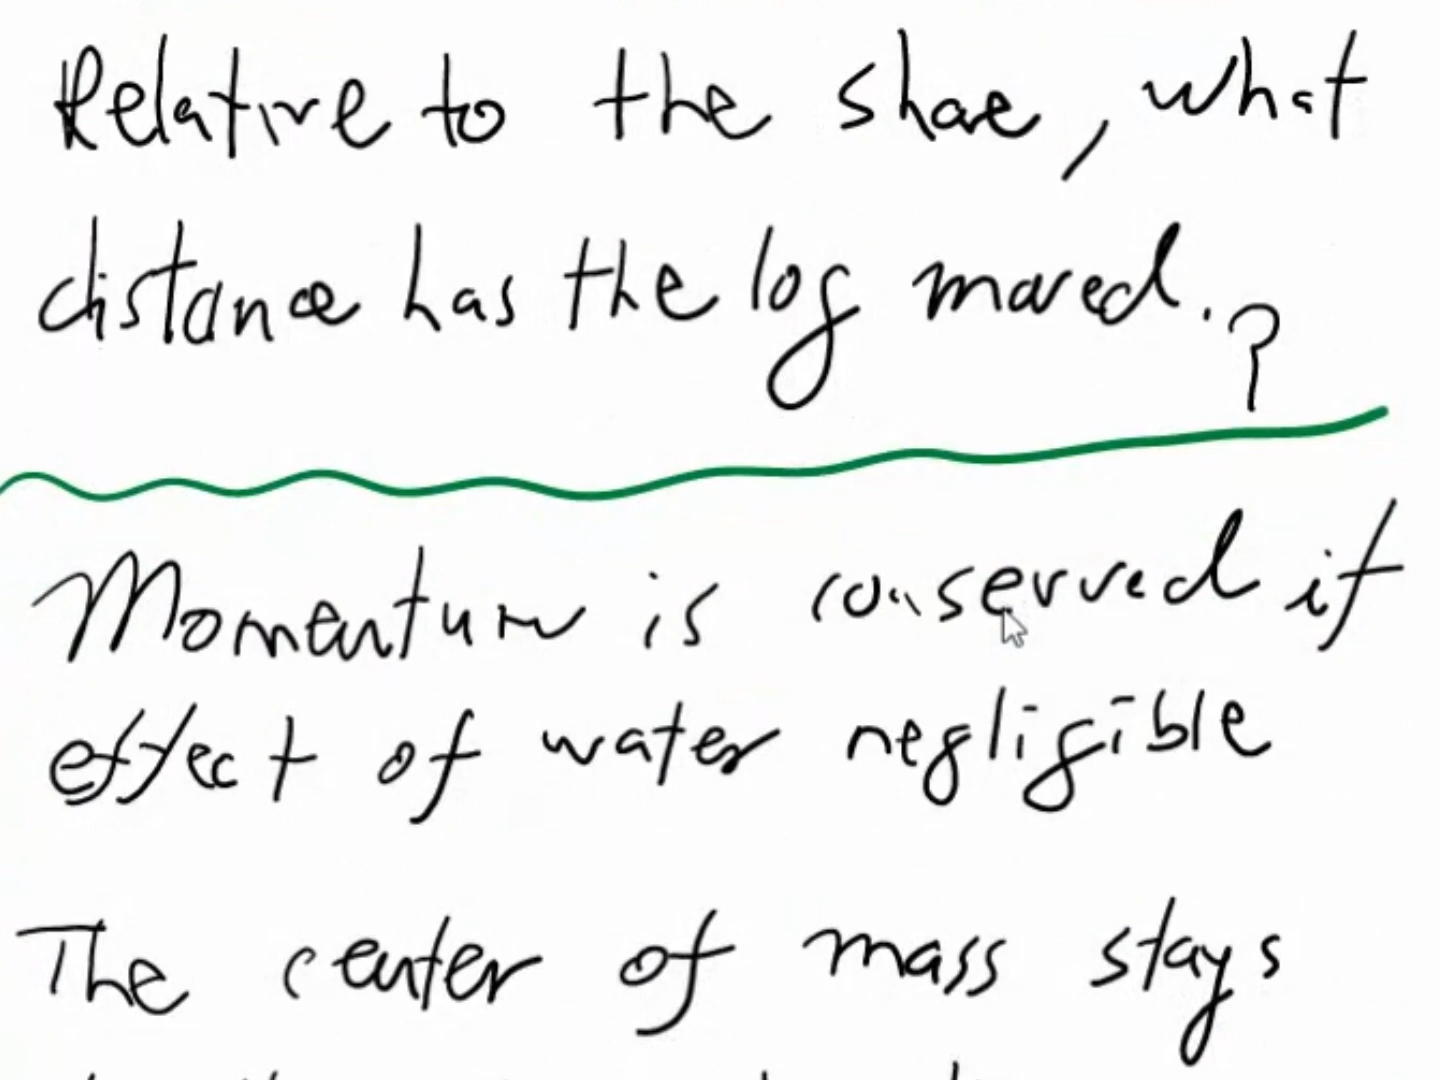 Relative to the shore, what
distance has the log moved.?
Momentum is conserved if
effect of water negligible
The center of mass stays